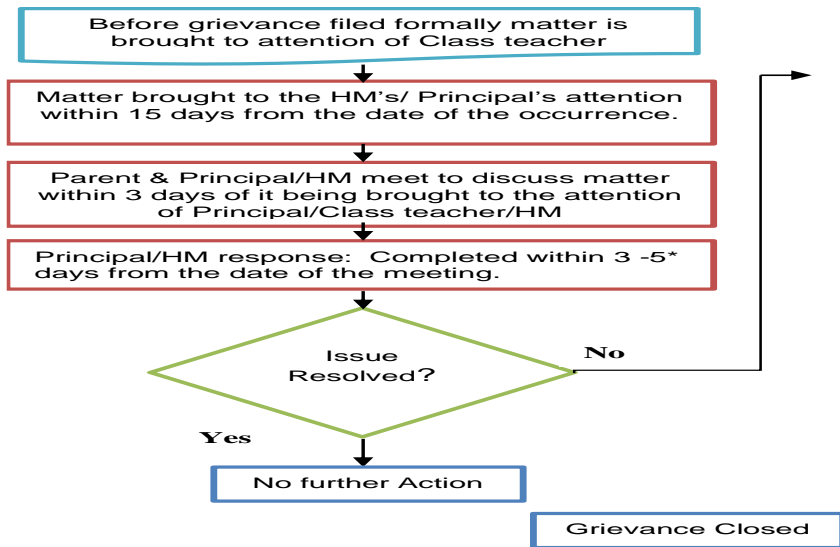 Before grievance filed formally matter is
brought to attention of Class teacher
Matter brought to the HM's/ Principal's attention
within 15 days from the date of the occurrence.
Parent & Principal/HM meet to discuss matter
within 3 days of it being brought to the attention
of Principal/Class teacher/HM
Principal/HM response: Completed within 3 -5*
days from the date of the meeting.
Issue
Resolved?
No
Yes
No further Action
Grievance Closed